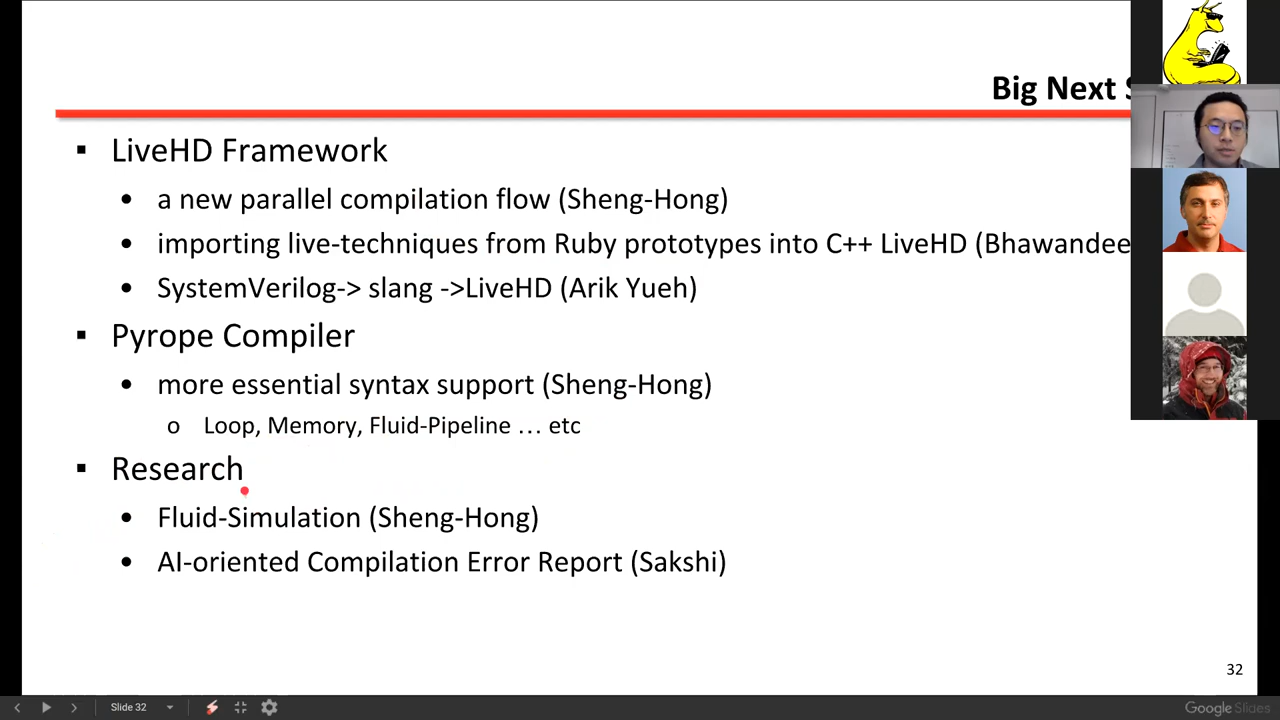 Big Next
▪ LiveHD Framework
• a new parallel compilation flow (Sheng-Hong)
• importing live-techniques from Ruby prototypes into C++ LiveHD (Bhawandee
• SystemVerilog-> slang ->LiveHD (Arik Yueh)
▪ Pyrope Compiler
• more essential syntax support (Sheng-Hong)
o Loop, Memory, Fluid-Pipeline … etc
▪ Research
• Fluid-Simulation (Sheng-Hong)
• AI-oriented Compilation Error Report (Sakshi)
32
Slide 32
Google Slides